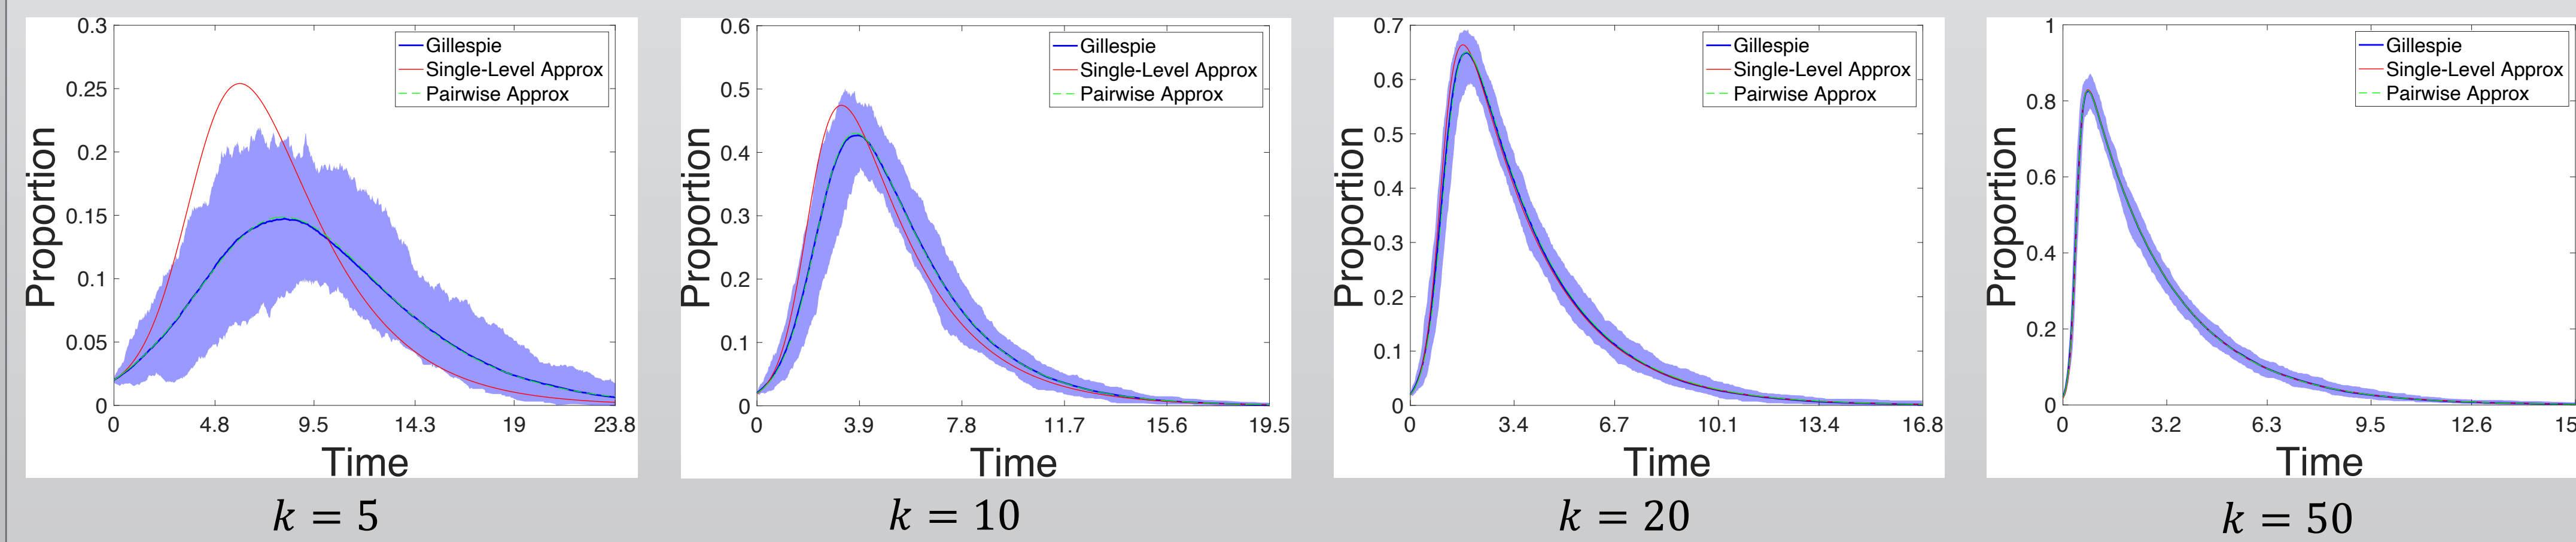 0.3
0.25
0.2
0.15
0.1
0.05
0
Proportion
Gillespie
Single-Level Approx
Pairwise Approx
0 4.8 9.5 14.3 19 23.8
Time
k = 5
0.6
0.5
0.4
0.3
0.2
0.1
0
Proportion
Gillespie
Single-Level Approx
Pairwise Approx
0 3.9 7.8 11.7 15.6 19.5
Time
k = 10
0.7
0.6
0.5
0.4
0.3
0.2
0.1
0
Proportion
Gillespie
Single-Level Approx
Pairwise Approx
0 3.4 6.7 10.1 13.4 16.8
Time
k = 20
1
0.8
0.6
0.4
0.2
0
Proportion
Gillespie
Single-Level Approx
Pairwise Approx
0 3.2 6.3 9.5 12.6
Time
k = 50